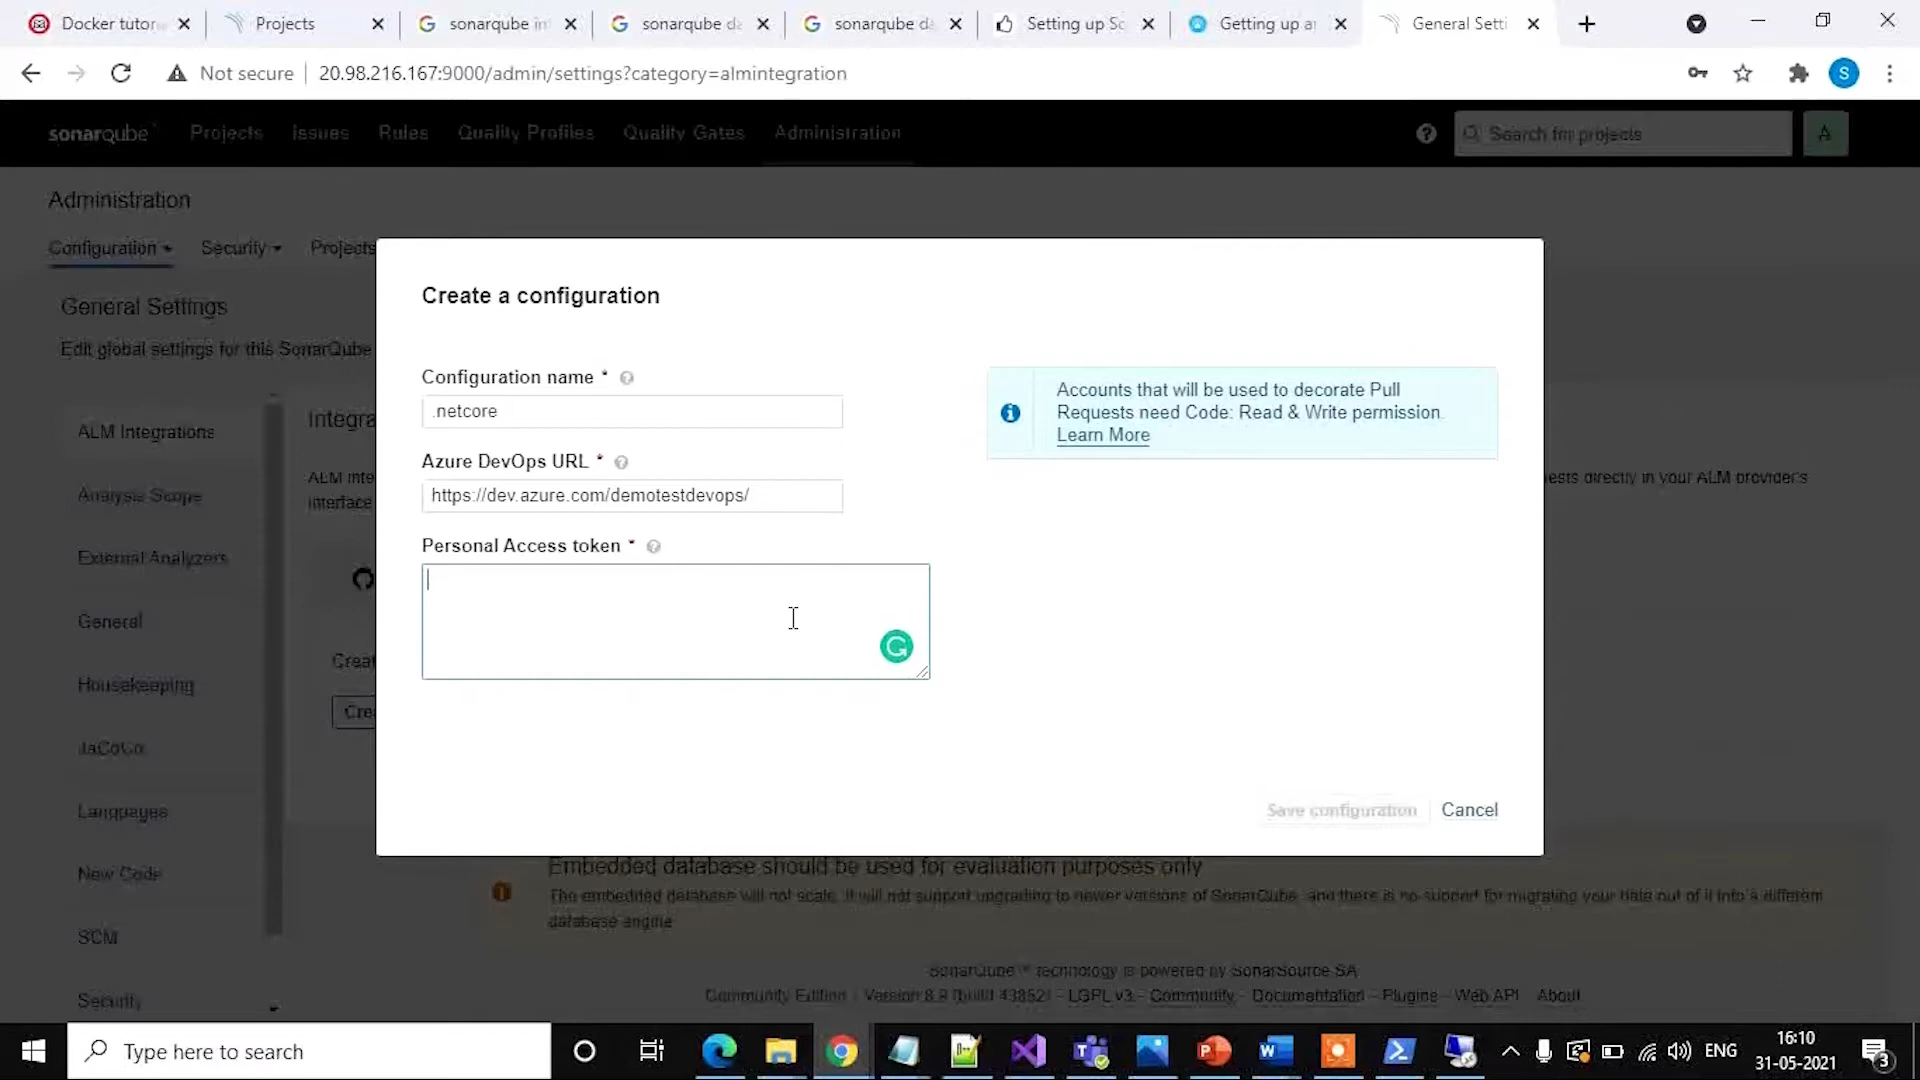 Docker tutor
Projects
sonarqube in
sonarqube da
sonarqube da
Setting up So
Getting up a
General Setti
Not secure
20.98.216.167:9000/admin/settings?category=almintegration
S
sonarqube
Projects
Issues
Rules
Quality Profiles
Quality Gates
Administration
Search for projects
A
Administration
Configuration
Security
Projects
General Settings
Edit global settings for this SonarQube
ALM Integrations
Analysis Scope
External Analyzers
General
Housekeeping
JaCoCo
Languages
New Code
SCM
Security
Integra
ALM inte
interface
ests directly in your ALM provider's
Creat
Crea
Create a configuration
Configuration name *
.netcore
Azure DevOps URL *
https://dev.azure.com/demotestdevops/
Personal Access token *
Accounts that will be used to decorate Pull
Requests need Code: Read & Write permission.
Learn More
Save configuration
Cancel
Embedded database should be used for evaluation purposes only
The embedded database will not scale, it will not support upgrading to newer versions of SonarQube, and there is no support for migrating your data out of it into a different
database engine.
SonarQube™ technology is powered by SonarSource SA
Community Edition - Version 8.9 (build 43852) - LGPL v3 - Community - Documentation - Plugins - Web API - About
Type here to search
ENG
16:10
31-05-2021
3